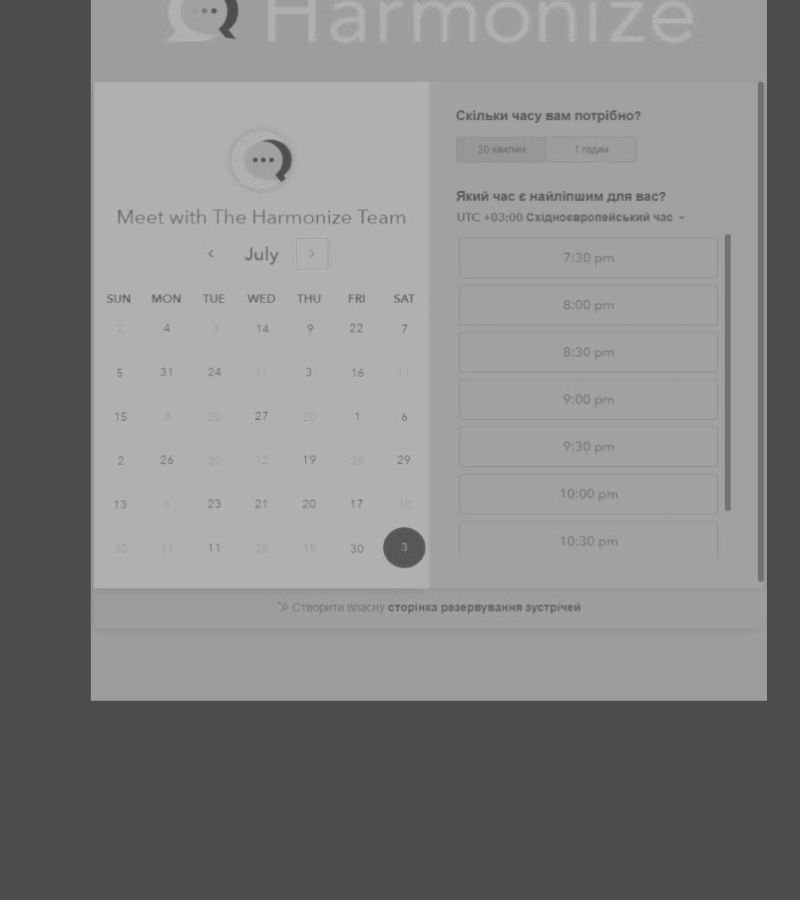 Harmonize
Meet with The Harmonize Team
July
SUN MON TUE WED THU FRI SAT
2 4 3 14 9 22 7
5 31 24 11 3 16 11
15 8 20 27 20 1 6
2 26 20 12 19 29 29
13 6 23 21 20 17 10
30 11 11 28 15 30 3
Скільки часу вам потрібно?
30 хвилин 1 годин
Який час є найліпшим для вас?
UTC +03:00 Східноєвропейський час
7:30 pm
8:00 pm
8:30 pm
9:00 pm
9:30 pm
10:00 pm
10:30 pm
Створити власну сторінка резервування зустрічей